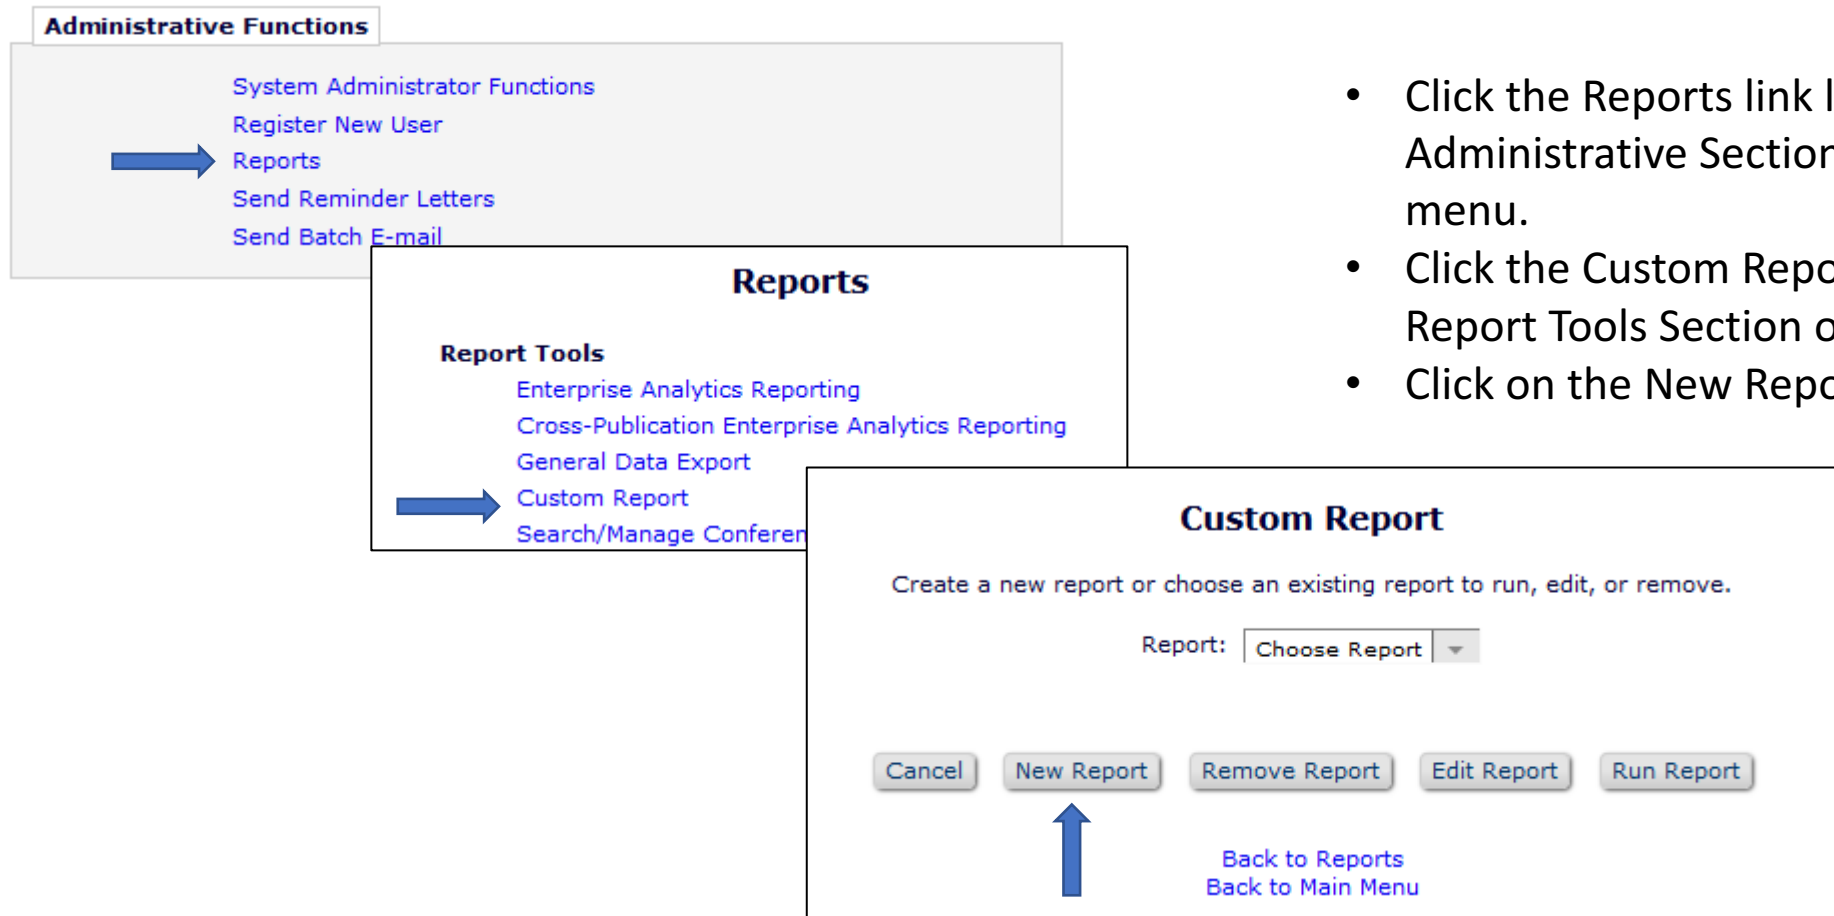 Administrative Functions
System Administrator Functions
Register New User
Reports
Send Reminder Letters
Send Batch E-mail
• Click the Reports link
Administrative Section
menu.
• Click the Custom
Report Tools Section
• Click on the New
Reports
Report Tools
Enterprise Analytics Reporting
Cross-Publication Enterprise Analytics Reporting
General Data Export
Custom Report
Search/Manage
Custom Report
Create a new report or choose an existing report to run, edit, or remove.
Report: Choose Report
Cancel New Report Remove Report Edit Report Run Report
Back to Reports
Back to Main Menu